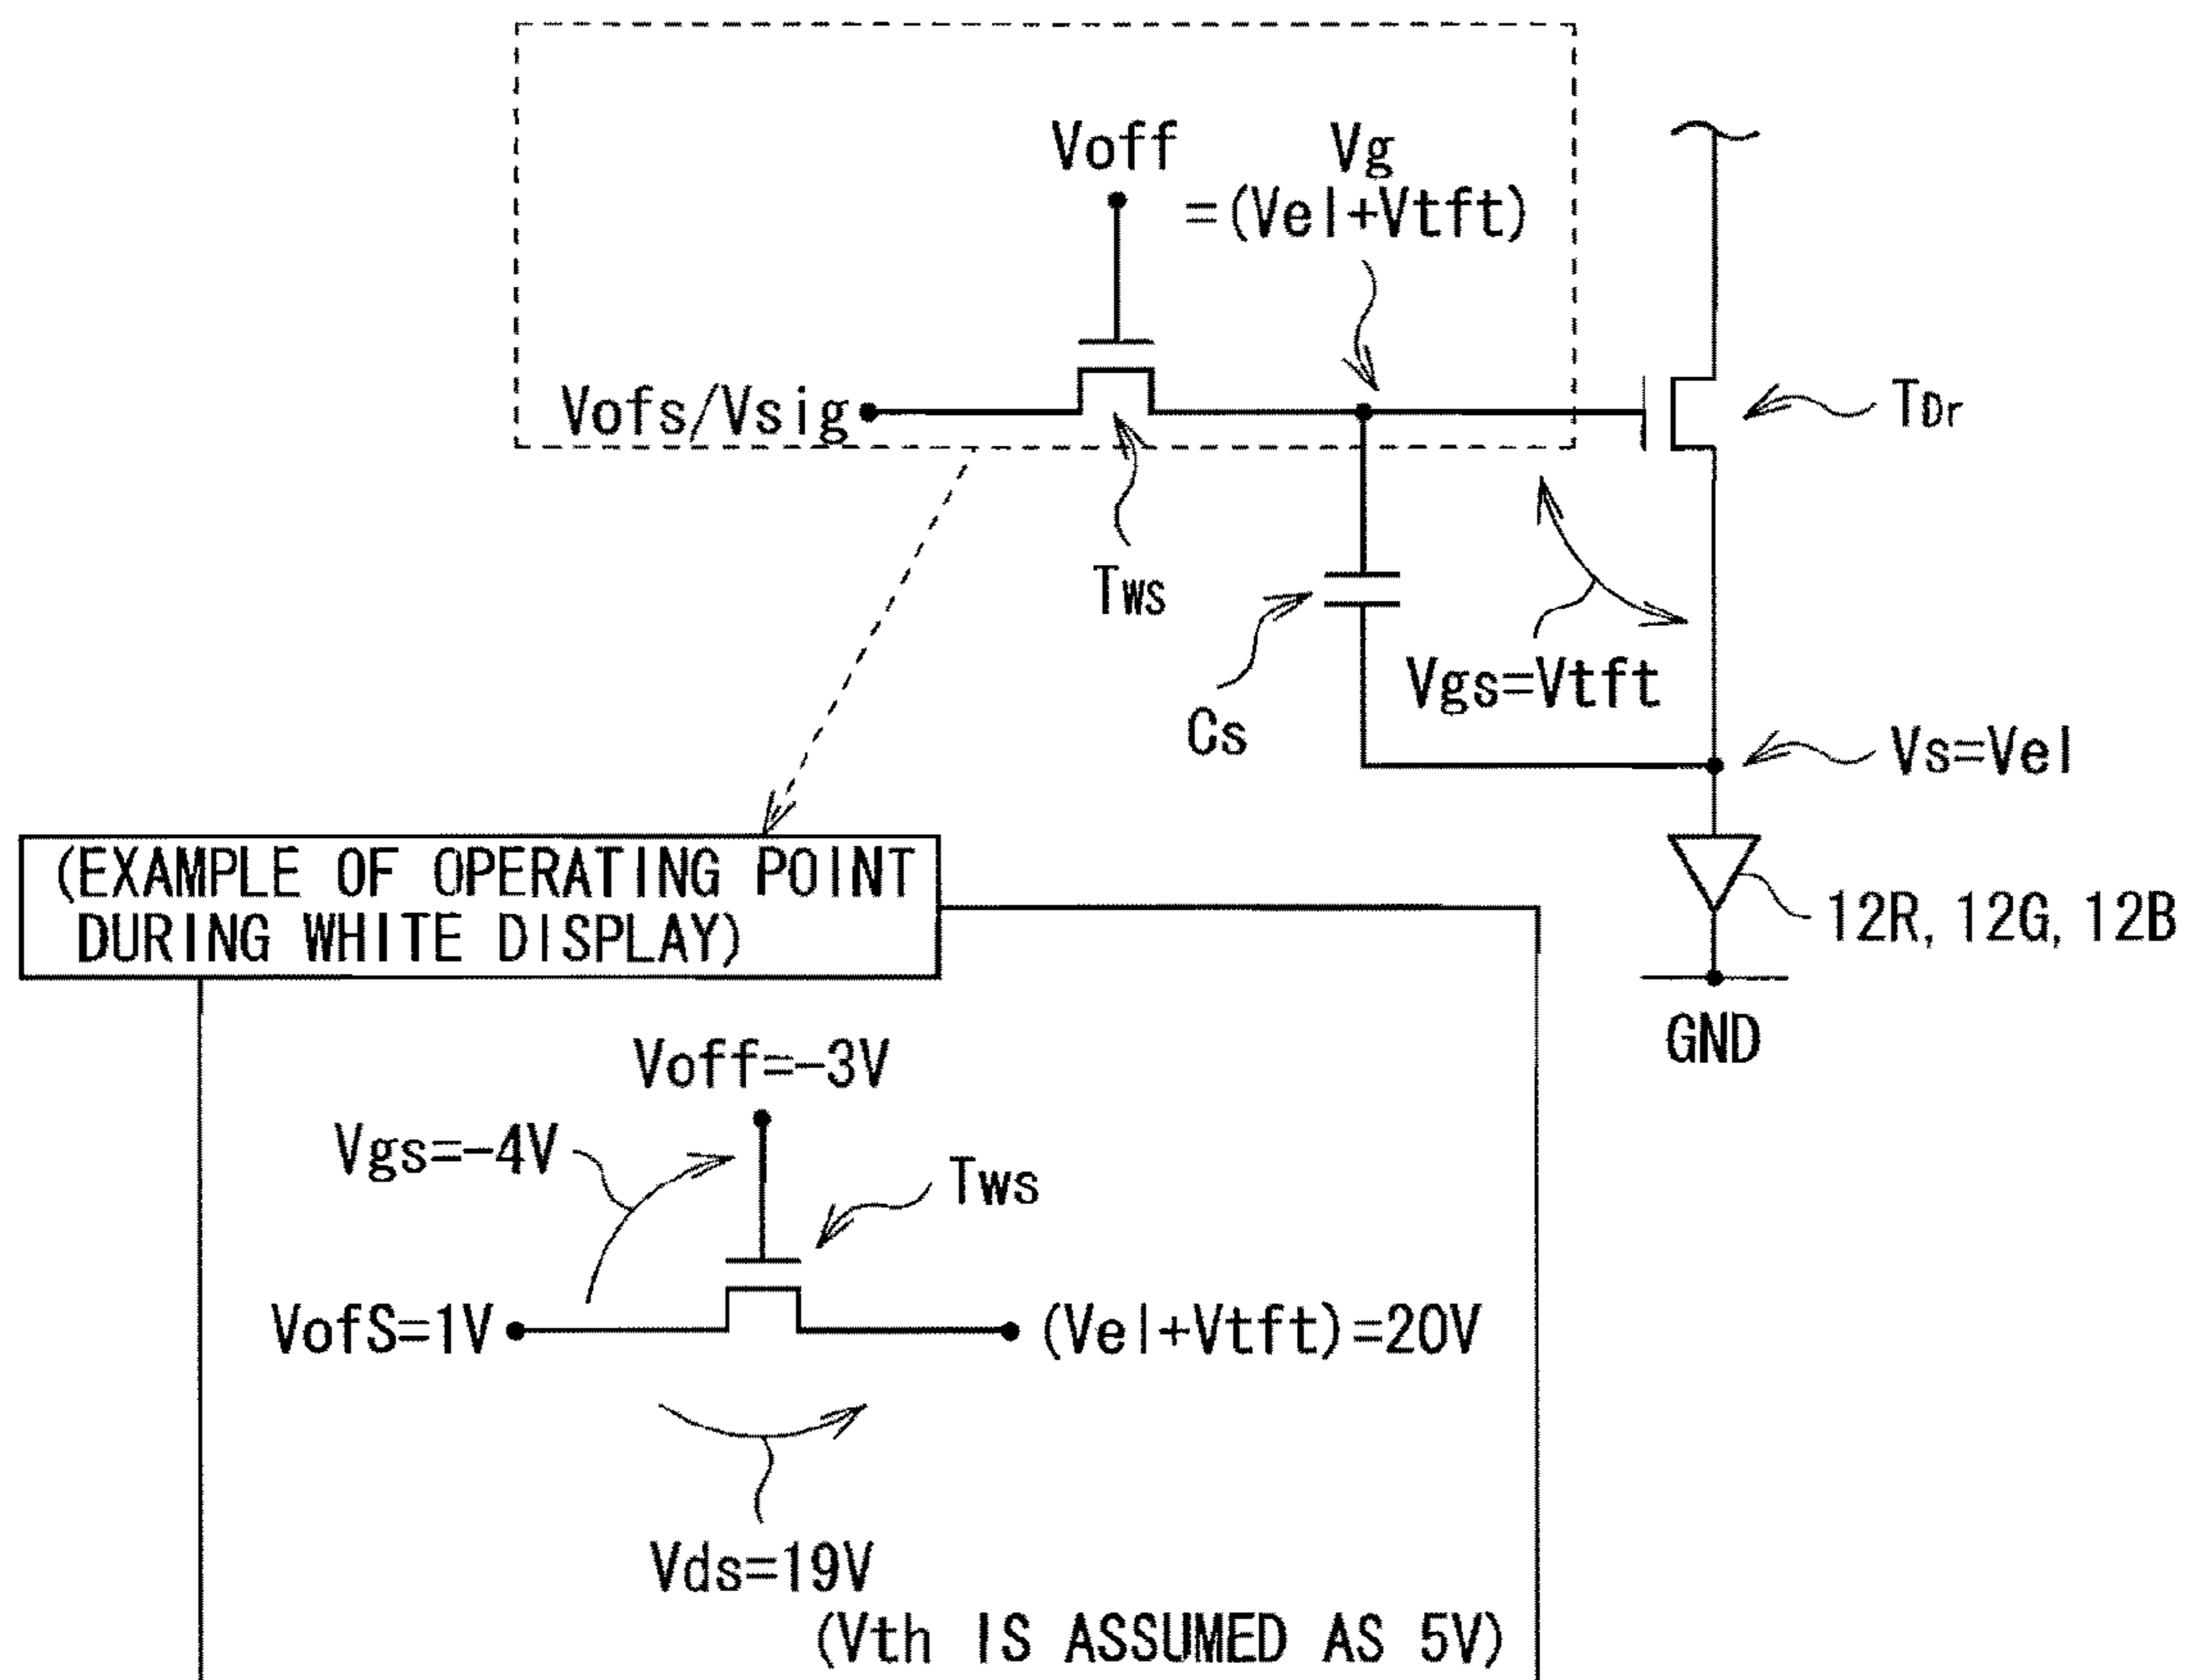 Voff
Vg
=(Vel+Vtft)
Vofs/Vsig
TDr
Tws
Vgs=Vtft
Cs
Vs=Vel
(EXAMPLE OF OPERATING POINT
DURING WHITE DISPLAY)
12R, 12G, 12B
GND
Voff=-3V
Vgs=-4V
Tws
VofS=1V
(Vel+Vtft)=20V
Vds=19V
(Vth IS ASSUMED AS 5V)